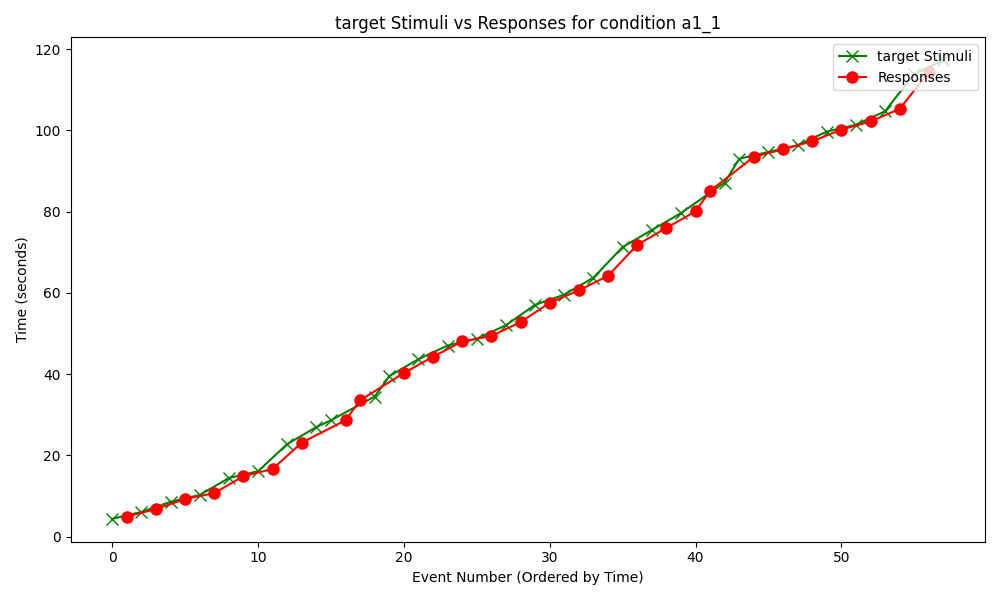 target Stimuli vs Responses for condition a1_1
target Stimuli
Responses
Time (seconds)
120
100
80
60
40
20
0
0 10 20 30 40 50
Event Number (Ordered by Time)